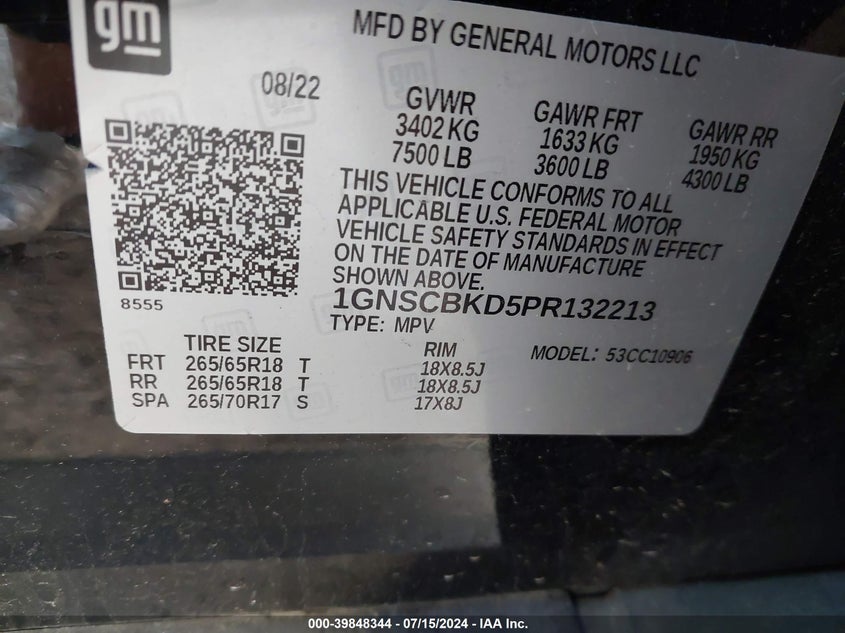 gm
MFD BY GENERAL MOTORS LLC
08/22
GVWR
3402 KG
7500 LB
GAWR FRT
1633 KG
3600 LB
GAWR RR
1950 KG
4300 LB
THIS VEHICLE CONFORMS TO ALL
APPLICABLE U.S. FEDERAL MOTOR
VEHICLE SAFETY STANDARDS IN EFFECT
ON THE DATE OF MANUFACTURE
SHOWN ABOVE.
8555
1GNSCBKD5PR132213
TYPE: MPV
MODEL: 53CC10906
TIRE SIZE RIM
FRT 265/65R18 T 18X8.5J
RR 265/65R18 T 18X8.5J
SPA 265/70R17 S 17X8J
000-39848344 - 07/15/2024 - IAA Inc.